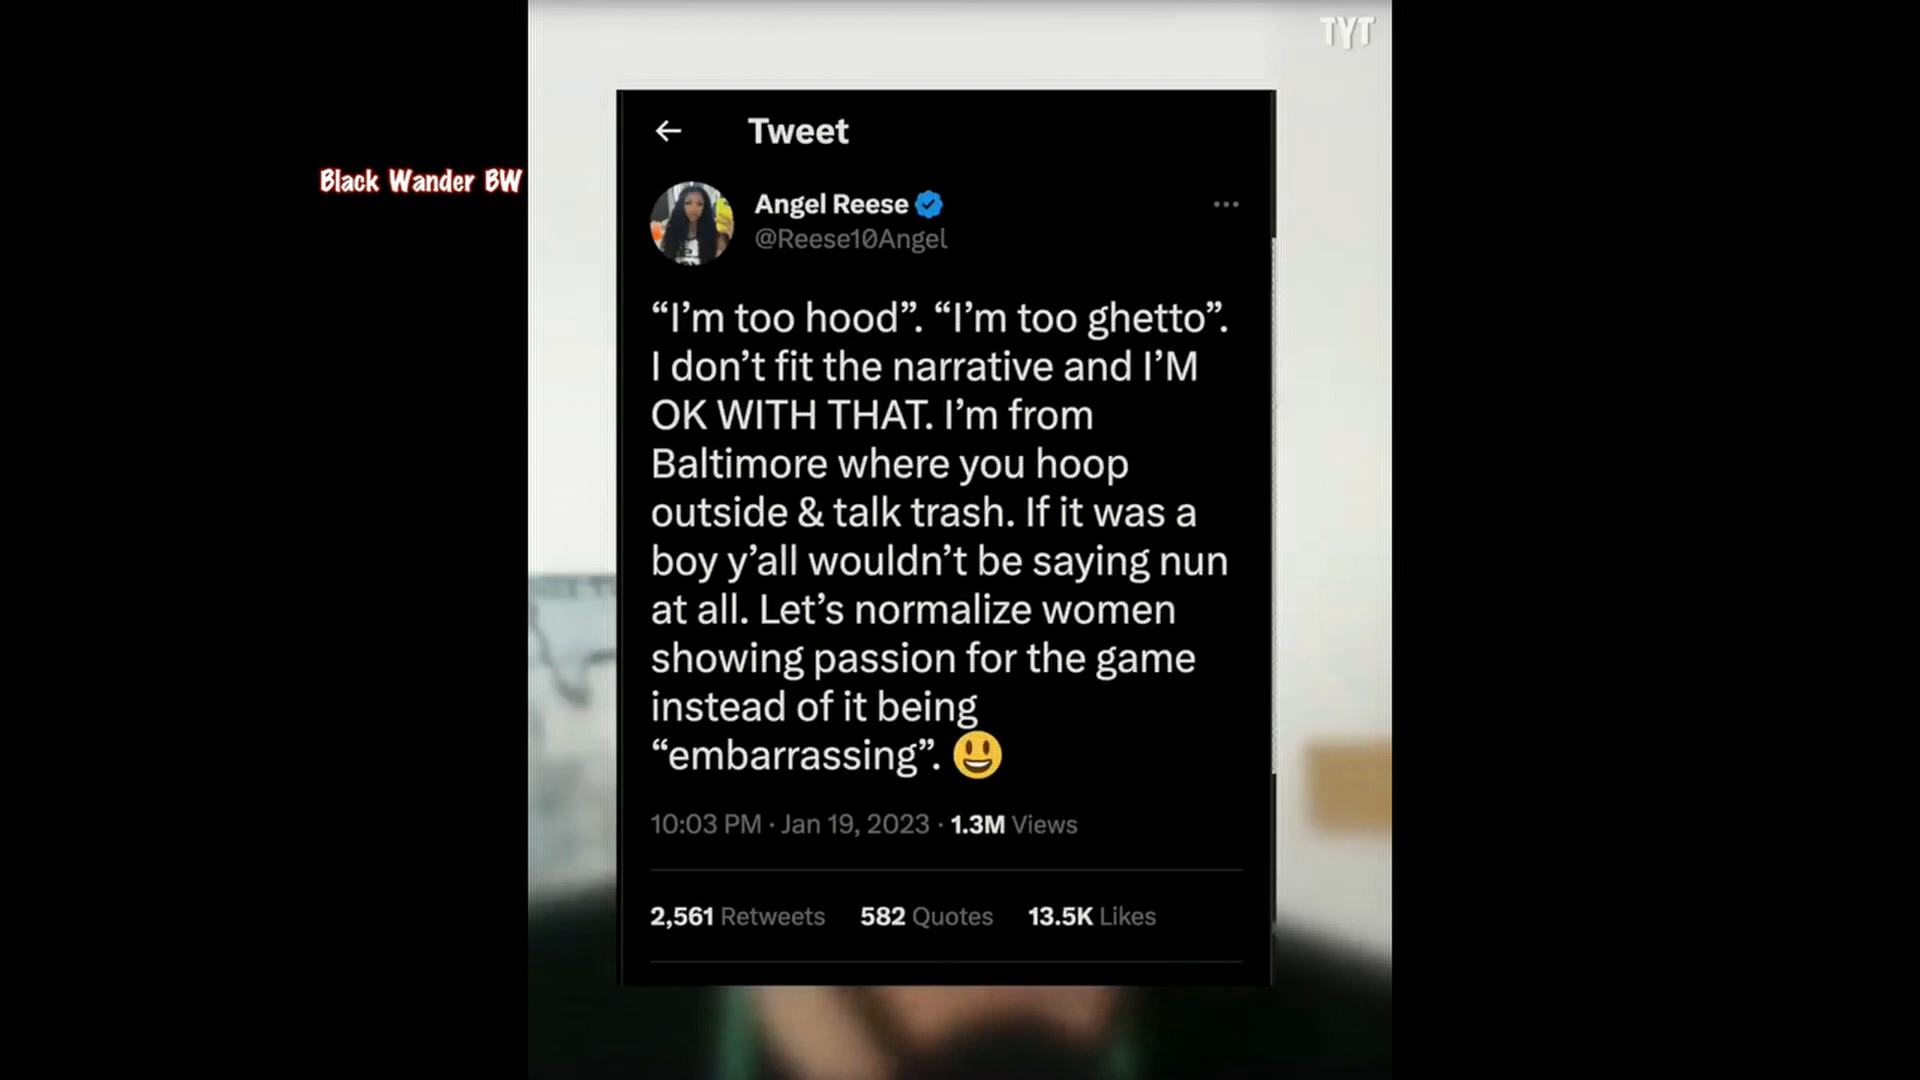 TYT
Black Wander BW
Tweet
Angel Reese
@Reese10Angel
“I’m too hood”. “I’m too ghetto”.
I don’t fit the narrative and I’M
OK WITH THAT. I’m from
Baltimore where you hoop
outside & talk trash. If it was a
boy y’all wouldn’t be saying nun
at all. Let’s normalize women
showing passion for the game
instead of it being
“embarrassing”. 😃
10:03 PM · Jan 19, 2023 · 1.3M Views
2,561 Retweets 582 Quotes 13.5K Likes